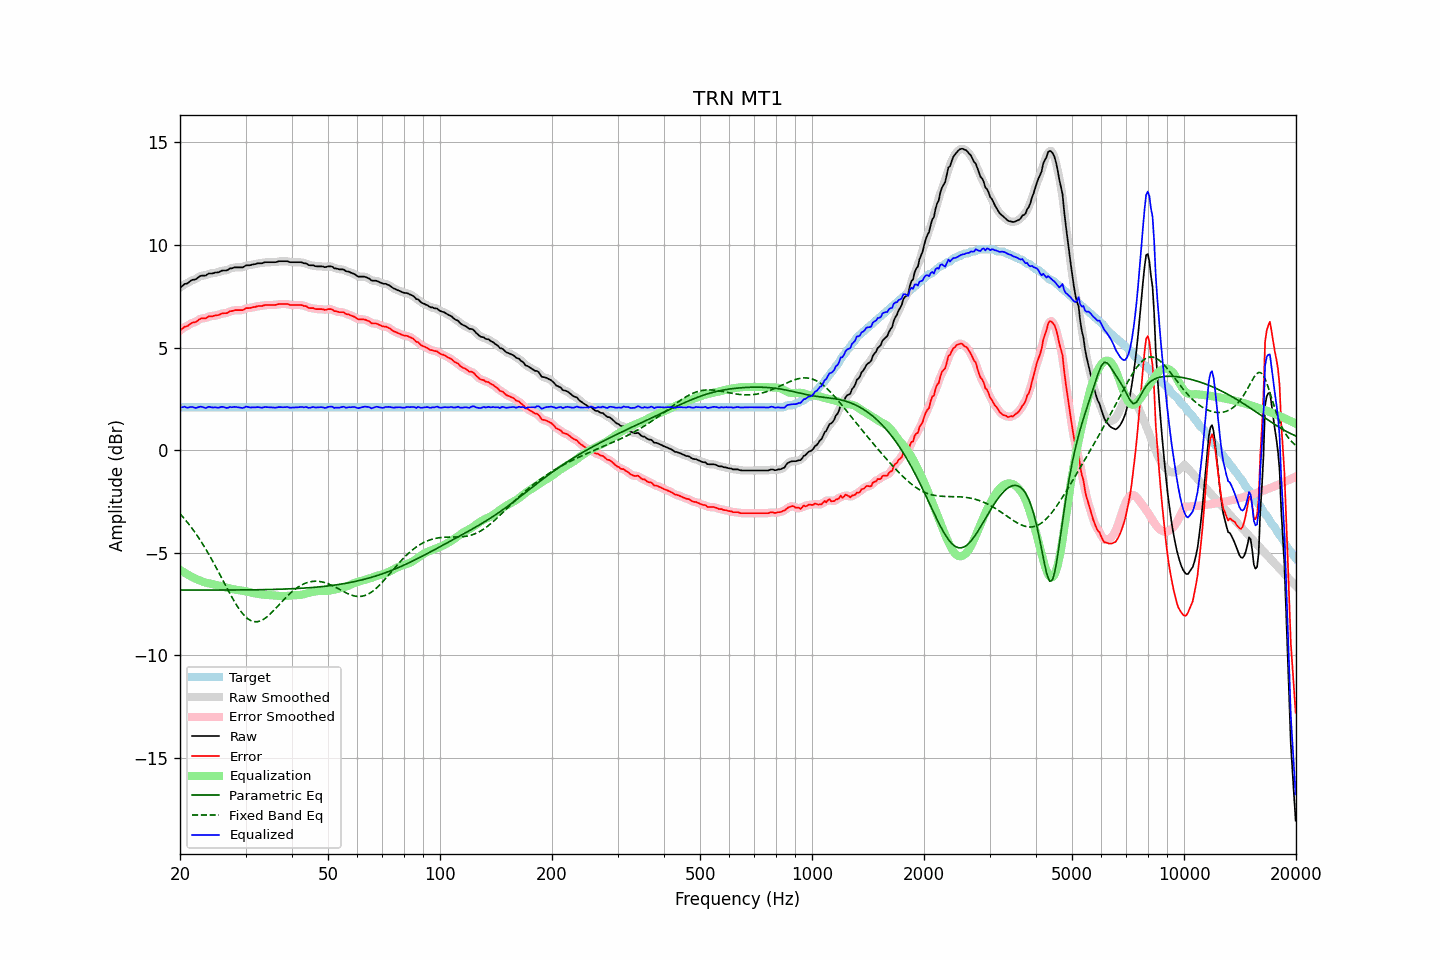 TRN MT1
Amplitude (dBr)
15
10
5
0
−5
−10
−15
Target
Raw Smoothed
Error Smoothed
Raw
Error
Equalization
Parametric Eq
Fixed Band Eq
Equalized
20 50 100 200 500 1000 2000 5000 10000 20000
Frequency (Hz)